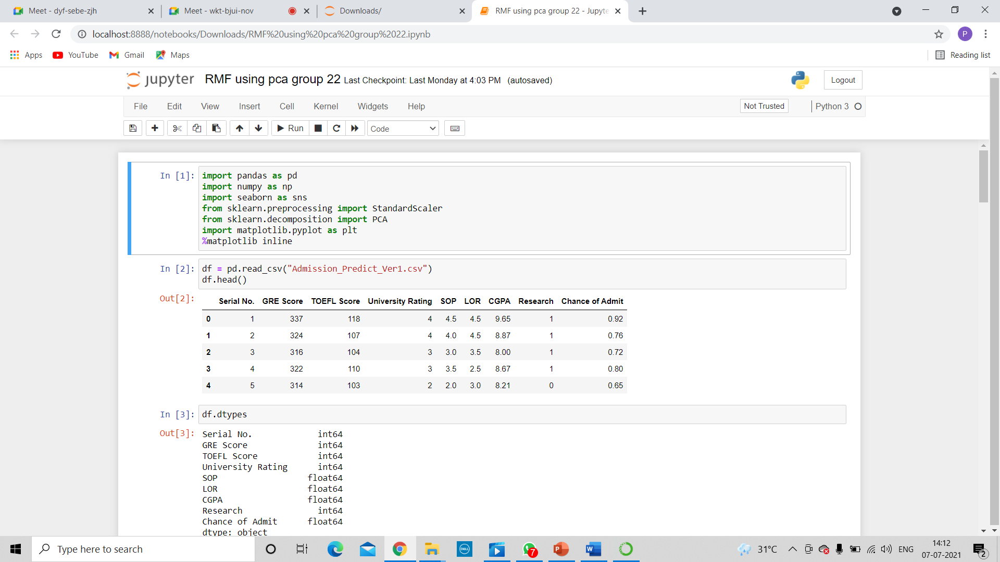 Meet - dyf-sebe-zjh
Meet - wkt-bjui-nov
Downloads/
RMF using pca group 22 - Jupyte
localhost:8888/notebooks/Downloads/RMF%20using%20pca%20group%2022.ipynb
P
Apps YouTube Gmail Maps
Reading list
jupyter RMF using pca group 22 Last Checkpoint: Last Monday at 4:03 PM (autosaved)
Logout
File Edit View Insert Cell Kernel Widgets Help
Not Trusted
Python 3
Run
Code
In [1]:
import pandas as pd
import numpy as np
import seaborn as sns
from sklearn.preprocessing import StandardScaler
from sklearn.decomposition import PCA
import matplotlib.pyplot as plt
%matplotlib inline
In [2]:
df = pd.read_csv("Admission_Predict_Ver1.csv")
df.head()
Out[2]:
Serial No. GRE Score TOEFL Score University Rating SOP LOR CGPA Research Chance of Admit
0 1 337 118 4 4.5 4.5 9.65 1 0.92
1 2 324 107 4 4.0 4.5 8.87 1 0.76
2 3 316 104 3 3.0 3.5 8.00 1 0.72
3 4 322 110 3 3.5 2.5 8.67 1 0.80
4 5 314 103 2 2.0 3.0 8.21 0 0.65
In [3]:
df.dtypes
Out[3]:
Serial No. int64
GRE Score int64
TOEFL Score int64
University Rating int64
SOP float64
LOR float64
CGPA float64
Research int64
Chance of Admit float64
dtype: object
Type here to search
DELL
7
P
W
31°C
ENG
14:12
07-07-2021
2